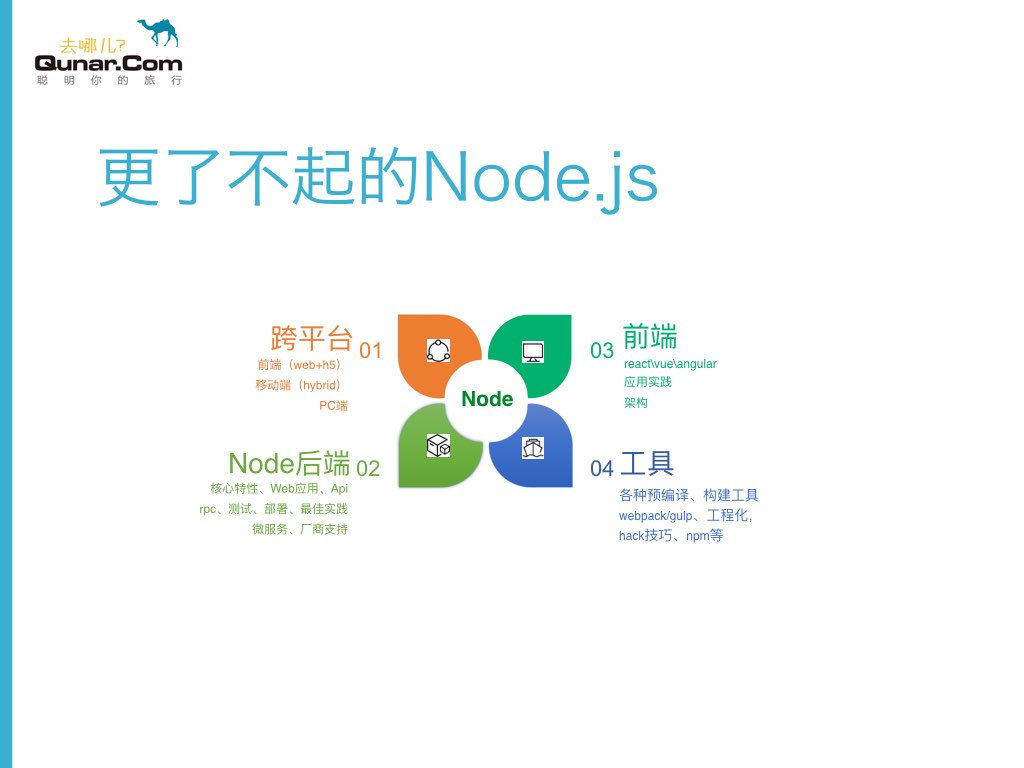 去哪儿?
Qunar.Com
聪明你的旅行
更了不起的Node.js
跨平台 01
前端（web+h5）
移动端（hybrid）
PC端
Node后端 02
核心特性、Web应用、Api
rpc、测试、部署、最佳实践
微服务、厂商支持
Node
03 前端
react\vue\angular
应用实践
架构
04 工具
各种预编译、构建工具
webpack/gulp、工程化，
hack技巧、npm等